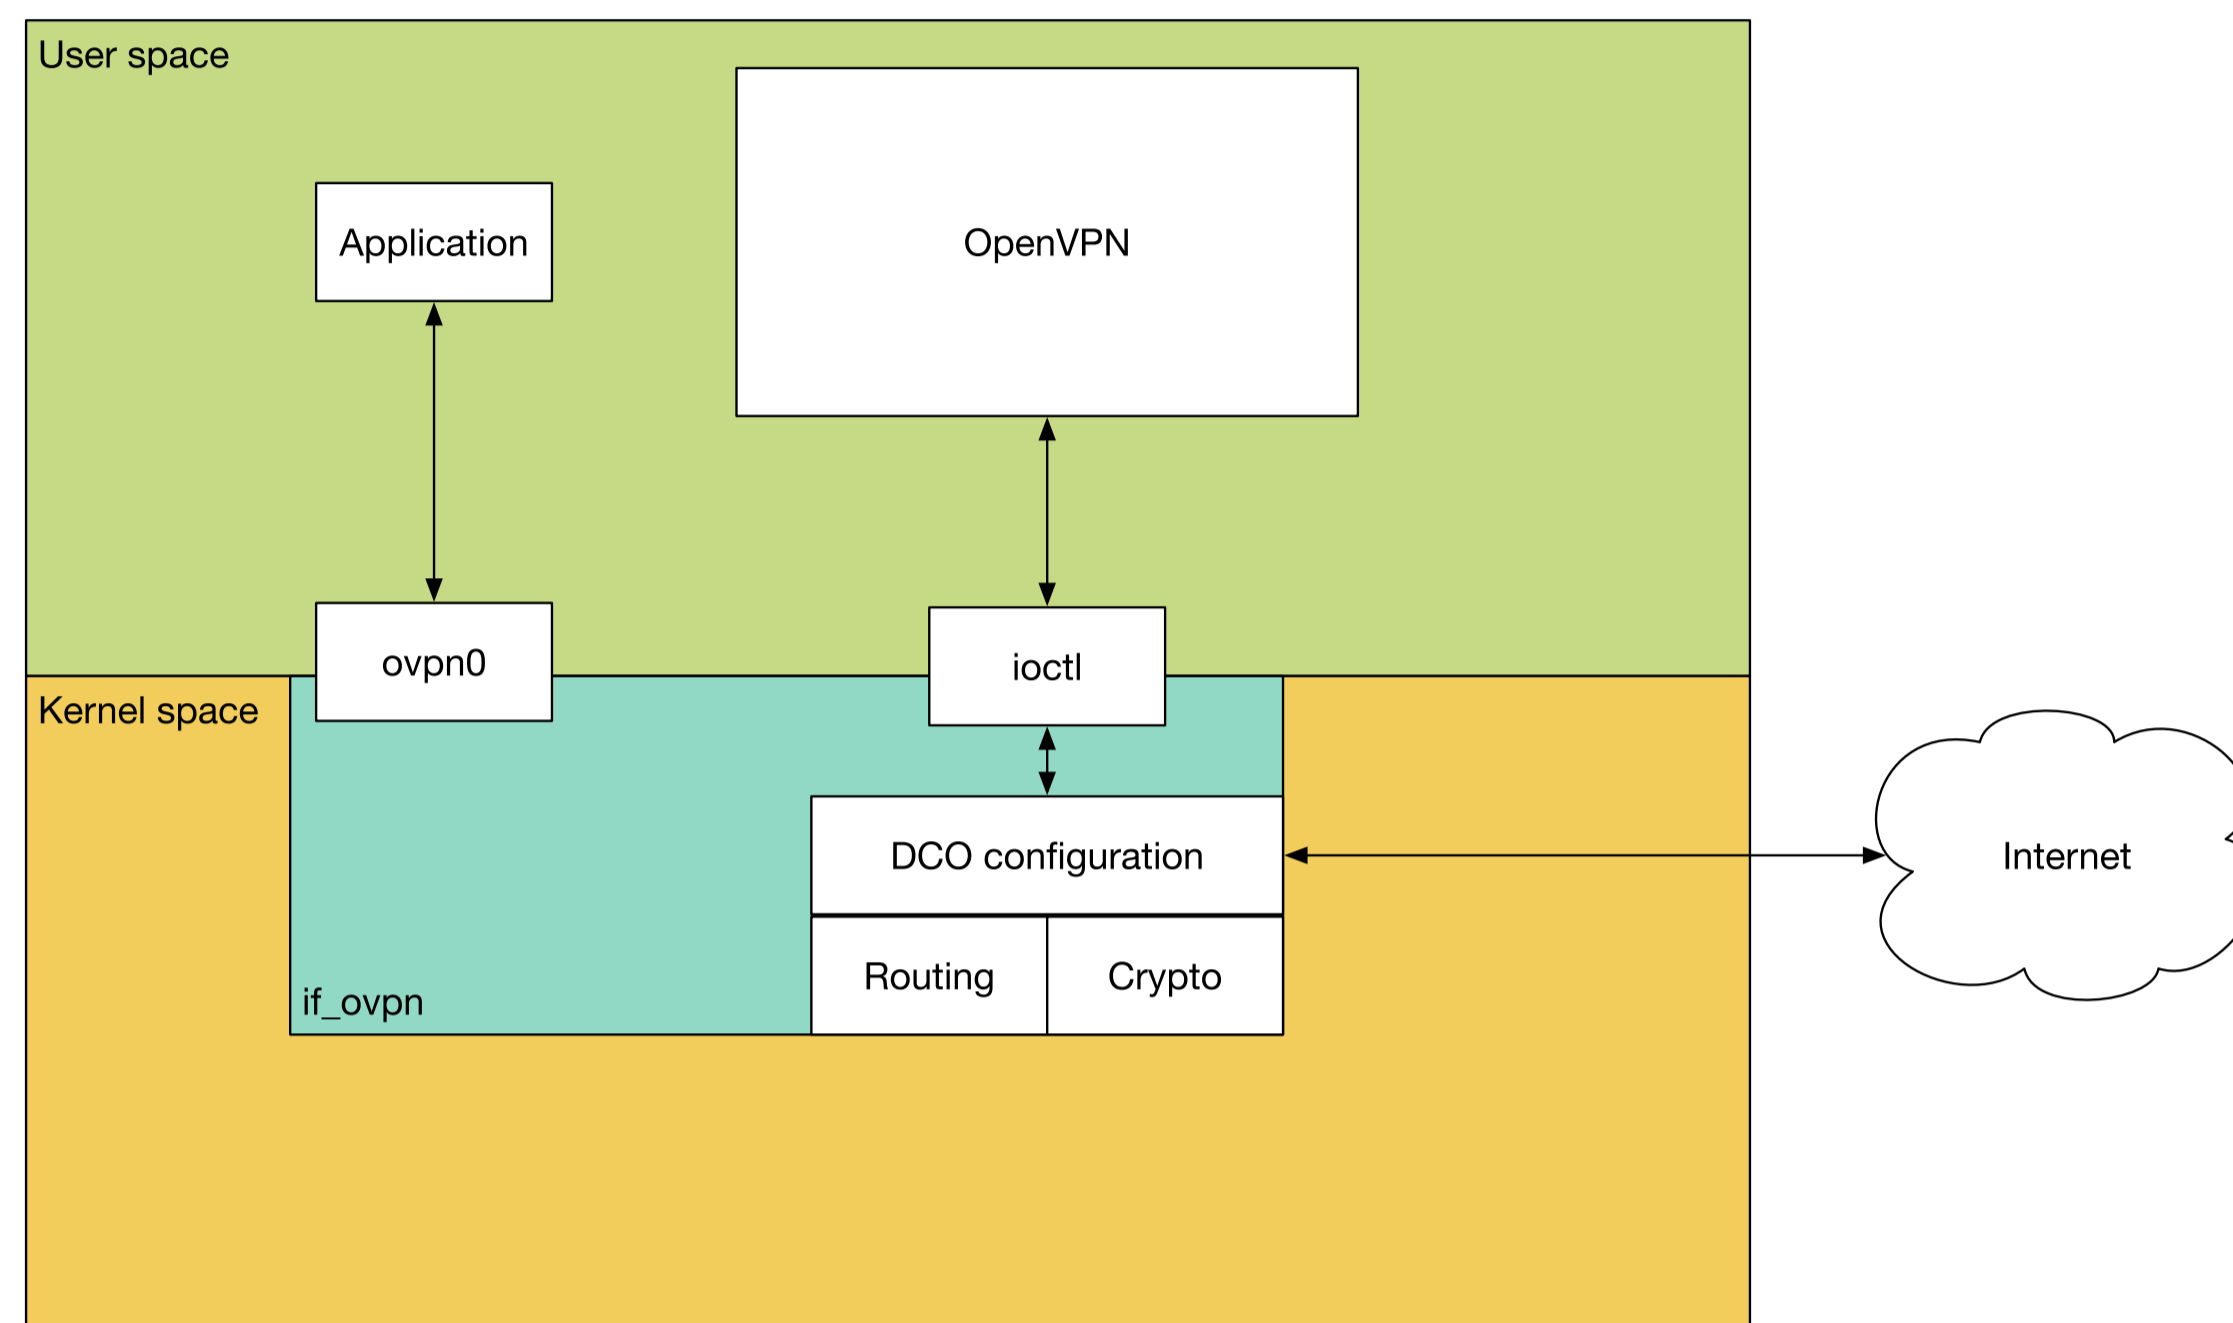 User space
Application
OpenVPN
ovpn0
ioctl
Kernel space
DCO configuration
Internet
Routing
Crypto
if_ovpn